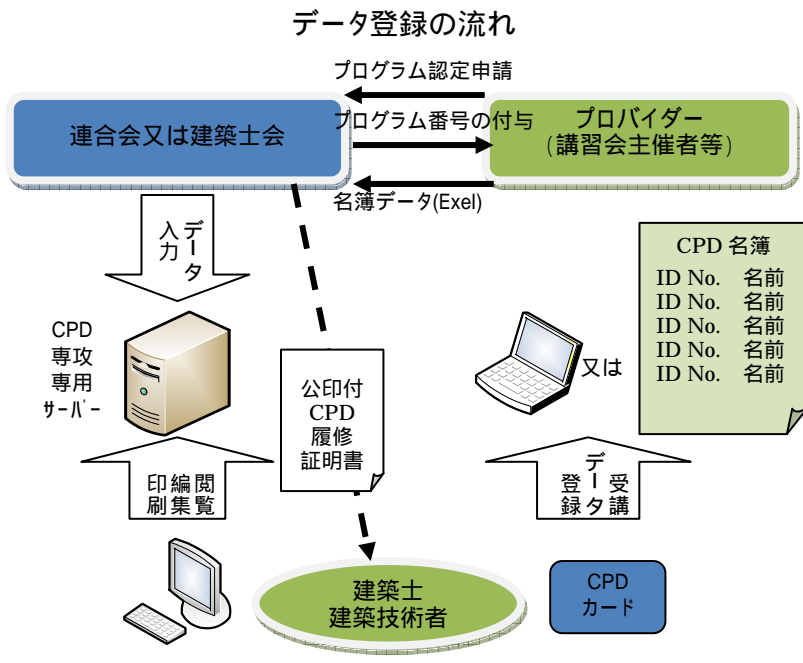 データ登録の流れ
プログラム認定申請
連合会又は建築士会
プログラム番号の付与
プロバイダー
(講習会主催者等)
名簿データ(Exel)
データ
入力
CPD 名簿
ID No. 名前
ID No. 名前
ID No. 名前
ID No. 名前
ID No. 名前
CPD
専攻
専用
ｻｰﾊﾞｰ
公印付
CPD
履修
証明書
又は
閲覧
編集
印刷
受講
データ
登録
建築士
建築技術者
CPD
カード